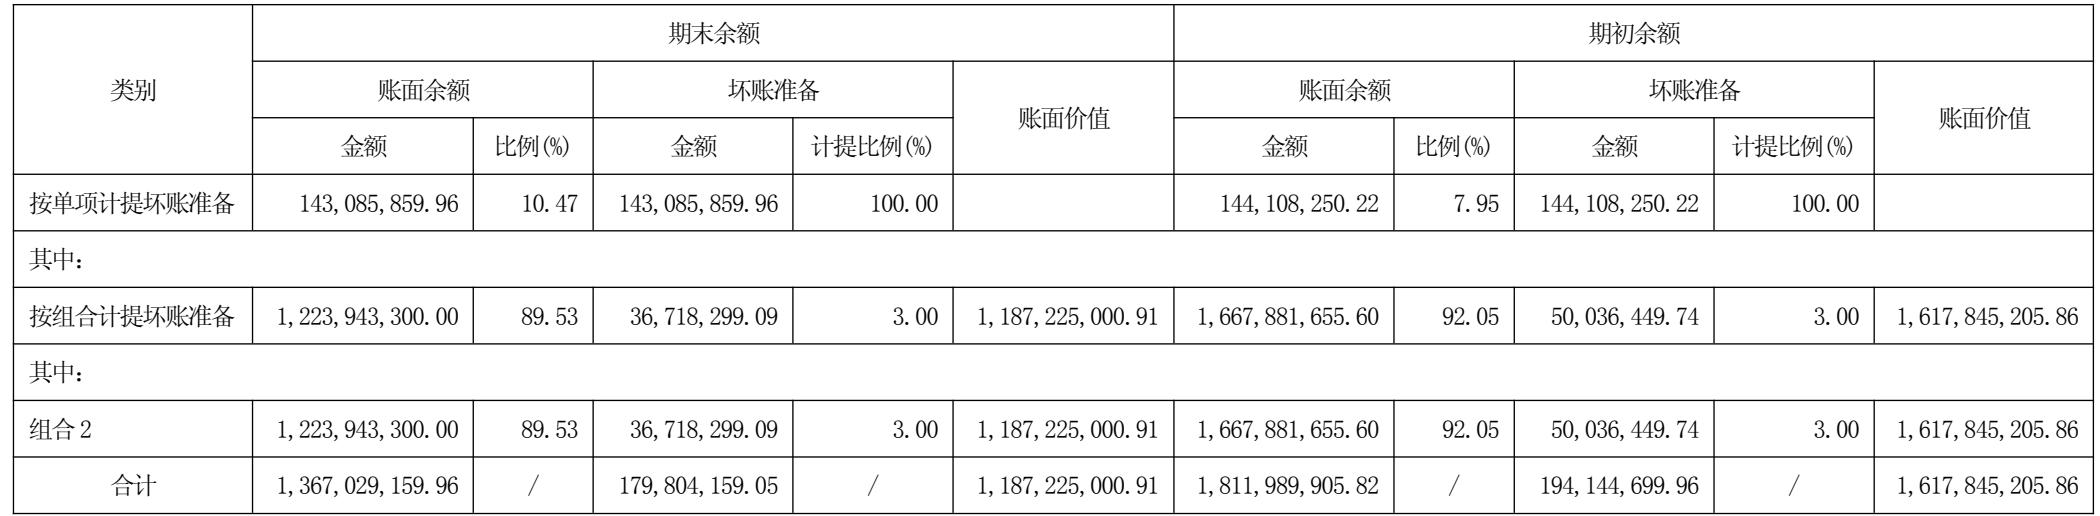 期末余额 期初余额
类别 账面余额 坏账准备 账面价值 账面余额 坏账准备 账面价值
金额 比例(%) 金额 计提比例(%) 金额 比例(%) 金额 计提比例(%)
按单项计提坏账准备 143,085,859.96 10.47 143,085,859.96 100.00 144,108,250.22 7.95 144,108,250.22 100.00
其中：
按组合计提坏账准备 1,223,943,300.00 89.53 36,718,299.09 3.00 1,187,225,000.91 1,667,881,655.60 92.05 50,036,449.74 3.00 1,617,845,205.86
其中：
组合2 1,223,943,300.00 89.53 36,718,299.09 3.00 1,187,225,000.91 1,667,881,655.60 92.05 50,036,449.74 3.00 1,617,845,205.86
合计 1,367,029,159.96 / 179,804,159.05 / 1,187,225,000.91 1,811,989,905.82 / 194,144,699.96 / 1,617,845,205.86